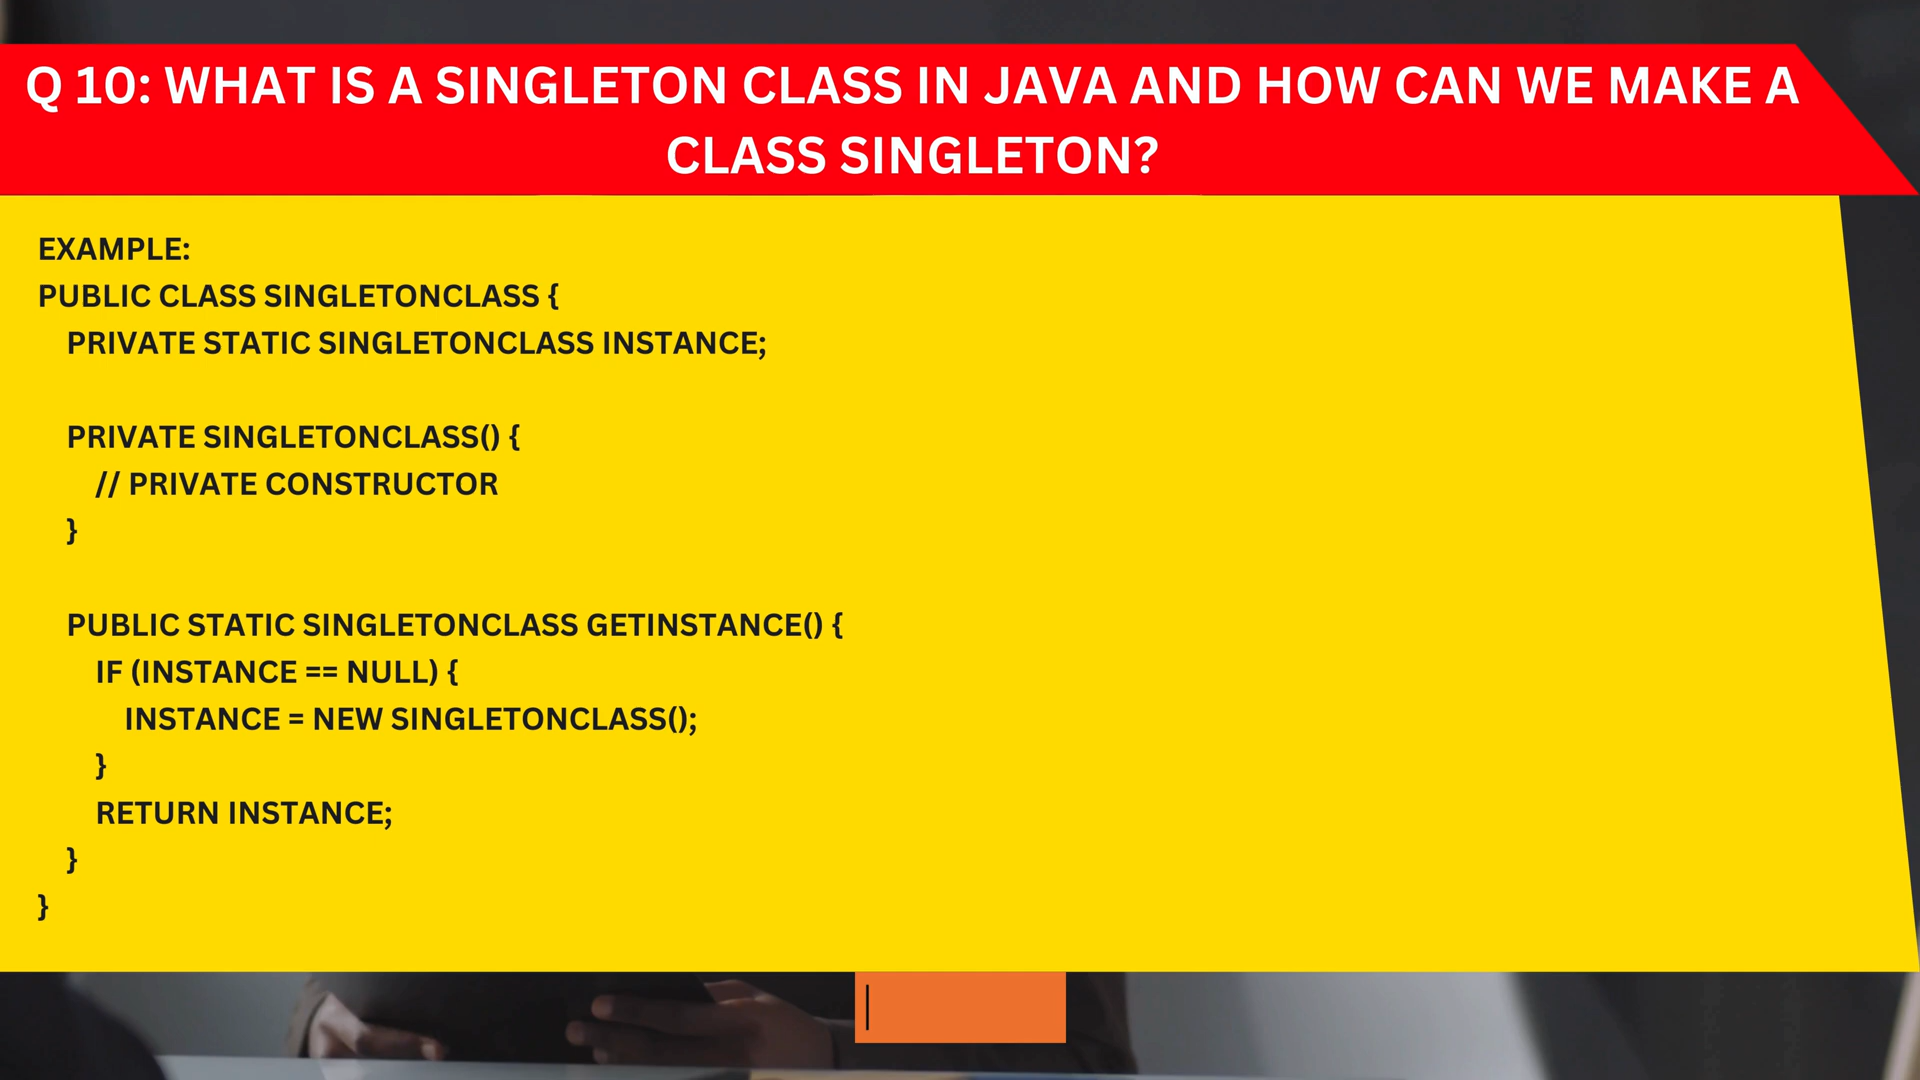 Q 10: WHAT IS A SINGLETON CLASS IN JAVA AND HOW CAN WE MAKE A
CLASS SINGLETON?
EXAMPLE:
PUBLIC CLASS SINGLETONCLASS {
PRIVATE STATIC SINGLETONCLASS INSTANCE;
PRIVATE SINGLETONCLASS() {
// PRIVATE CONSTRUCTOR
}
PUBLIC STATIC SINGLETONCLASS GETINSTANCE() {
IF (INSTANCE == NULL) {
INSTANCE = NEW SINGLETONCLASS();
}
RETURN INSTANCE;
}
}